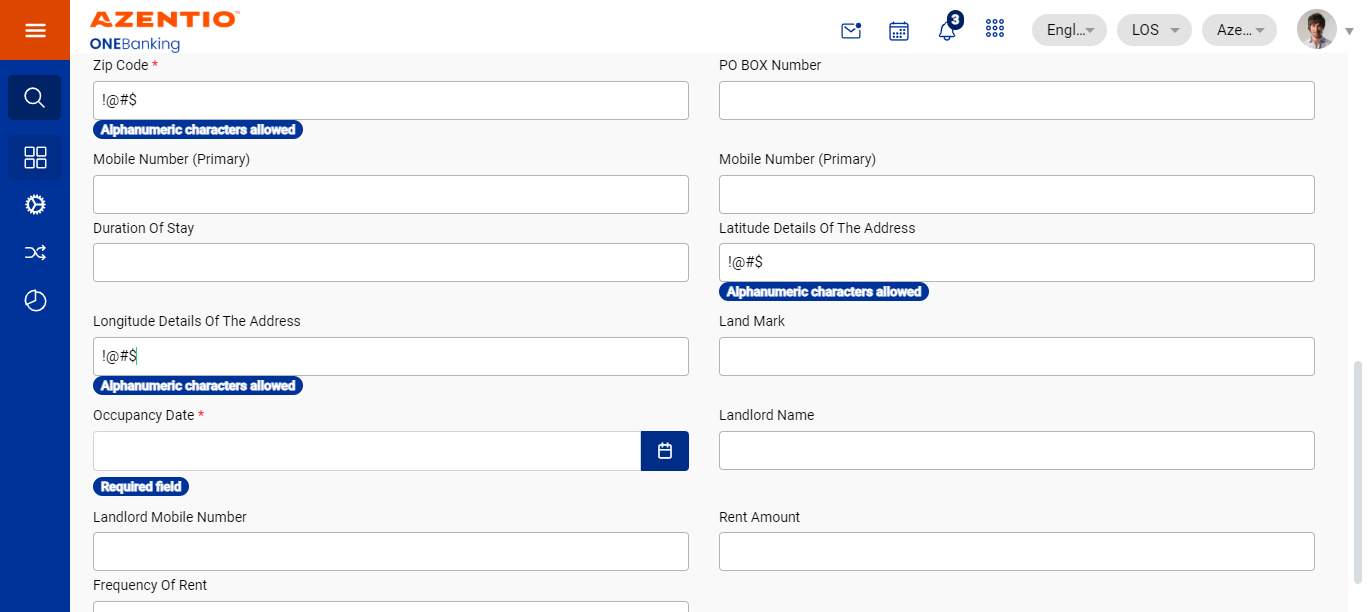 AZENTIO™
ONEBanking
3
Engl...
LOS
Aze...
Zip Code *
PO BOX Number
!@#$
Alphanumeric characters allowed
Mobile Number (Primary)
Mobile Number (Primary)
Duration Of Stay
Latitude Details Of The Address
!@#$
Alphanumeric characters allowed
Longitude Details Of The Address
Land Mark
!@#$
Alphanumeric characters allowed
Occupancy Date *
Landlord Name
Required field
Landlord Mobile Number
Rent Amount
Frequency Of Rent